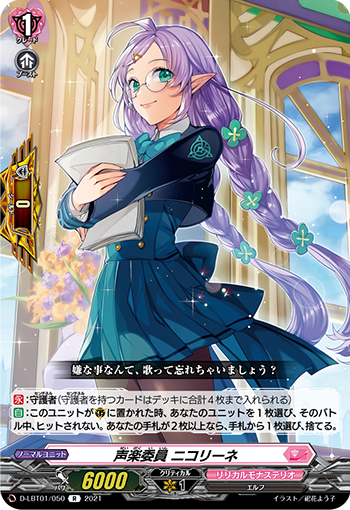 1
グレード
ブースト
0
嫌な事なんて、歌って忘れちゃいましょう?
永:守護者(守護者を持つカードはデッキに合計4枚まで入れられる)
自:このユニットが(G)に置かれた時、あなたのユニットを1枚選び、そのバトル中、ヒットされない。あなたの手札が2枚以上なら、手札から1枚選び、捨てる。
D-LBT01/050 R 2021
声楽委員 ニコリーネ
ノーマルユニット
パワー 6000
クリティカル
1
リリカルモナステリオ
エルフ
イラスト/紀花よう子